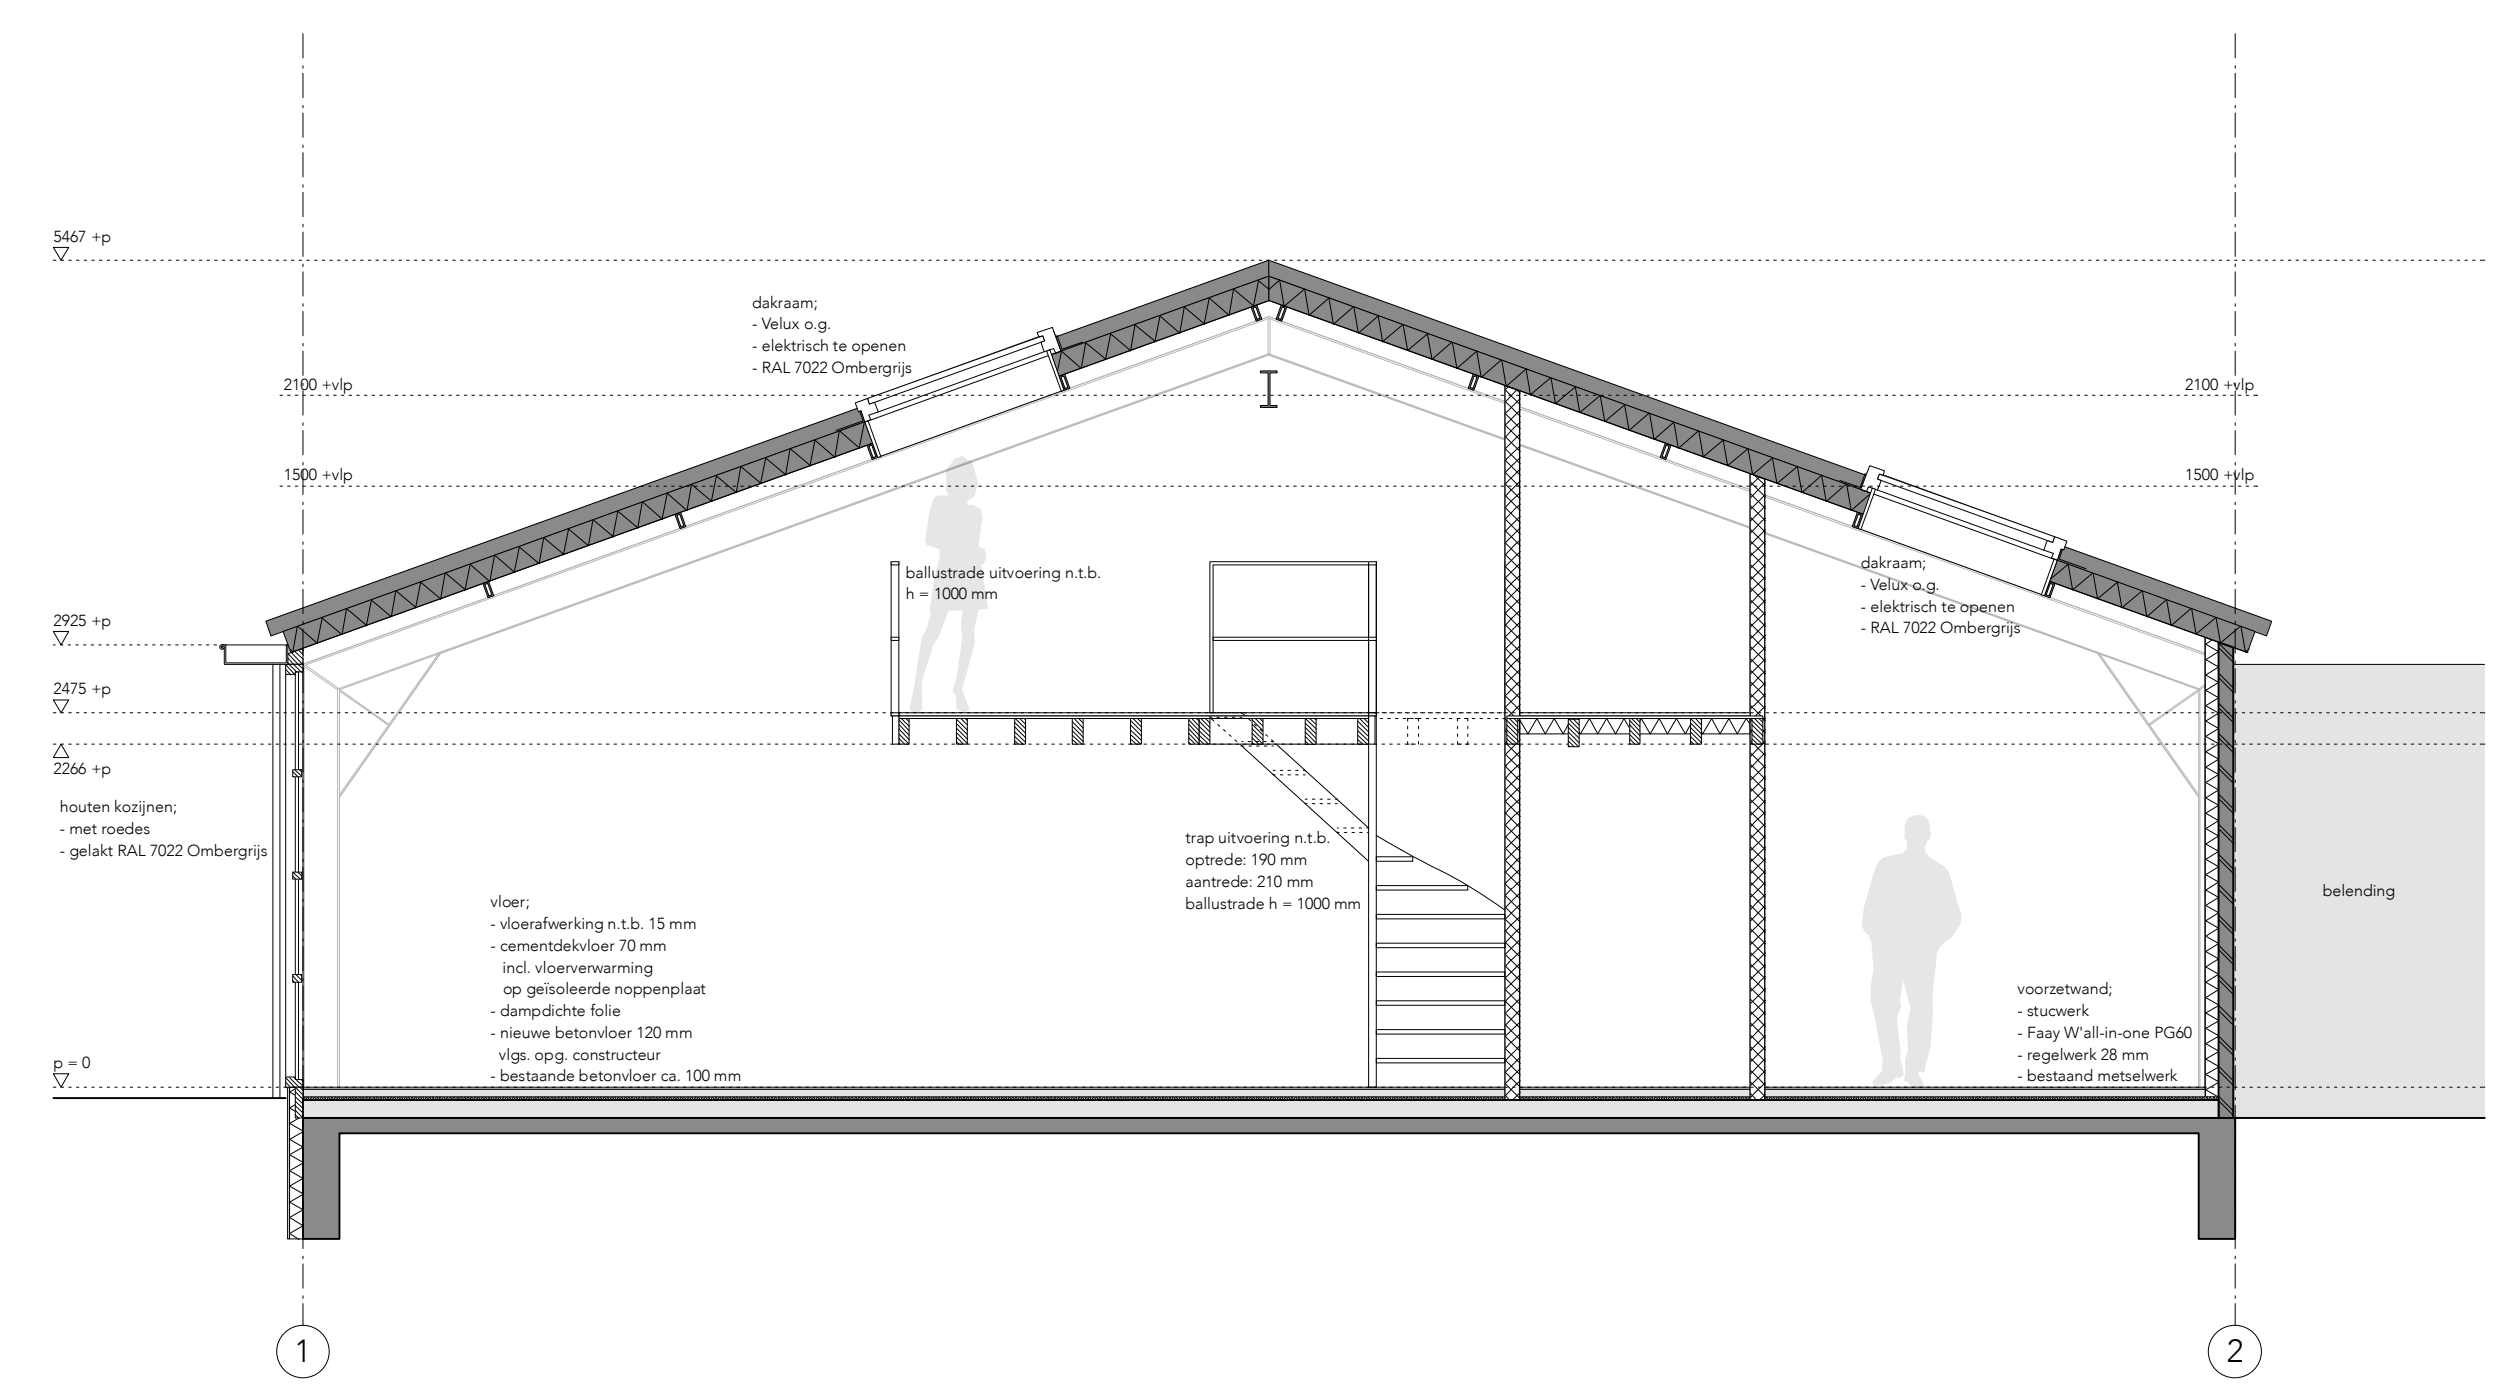 5467 +p
dakraam;
- Velux o.g.
- elektrisch te openen
- RAL 7022 Ombergrijs
2100 +vlp
2100 +vlp
1500 +vlp
1500 +vlp
dakraam;
- Velux o.g.
- elektrisch te openen
- RAL 7022 Ombergrijs
ballustrade uitvoering n.t.b.
h = 1000 mm
2925 +p
2475 +p
2266 +p
houten kozijnen;
- met roedes
- gelakt RAL 7022 Ombergrijs
trap uitvoering n.t.b.
optrede: 190 mm
aantrede: 210 mm
ballustrade h = 1000 mm
belending
vloer;
- vloerafwerking n.t.b. 15 mm
- cementdekvloer 70 mm
incl. vloerverwarming
op geïsoleerde noppenplaat
- dampdichte folie
- nieuwe betonvloer 120 mm
vlgs. opg. constructeur
- bestaande betonvloer ca. 100 mm
voorzetwand;
- stucwerk
- Faay W'all-in-one PG60
- regelwerk 28 mm
- bestaand metselwerk
p = 0
1
2